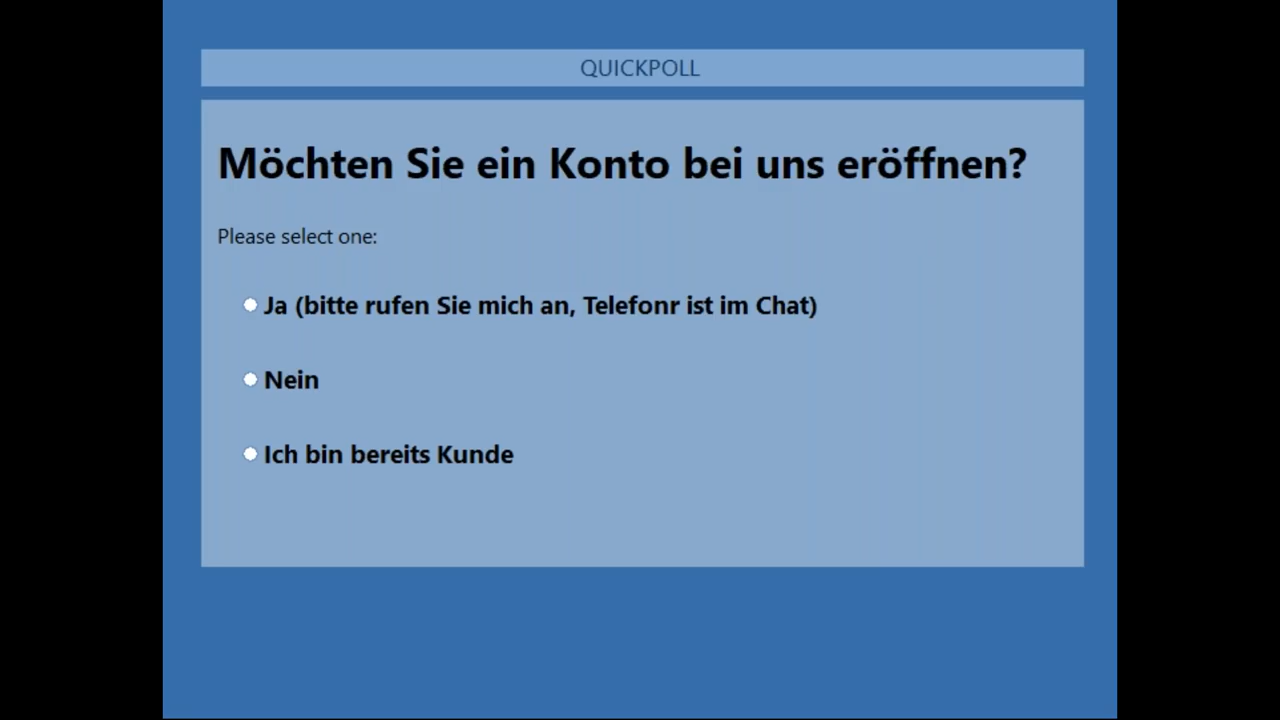 QUICKPOLL
Möchten Sie ein Konto bei uns eröffnen?
Please select one:
Ja (bitte rufen Sie mich an, Telefonr ist im Chat)
Nein
Ich bin bereits Kunde